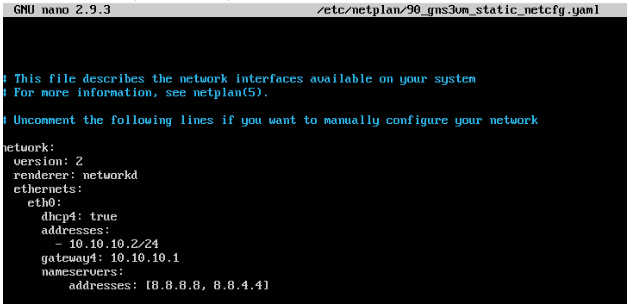 GNU nano 2.9.3 /etc/netplan/90_gns3vm_static_netcfg.yaml
# This file describes the network interfaces available on your system
# For more information, see netplan(5).
# Uncomment the following lines if you want to manually configure your network
network:
  version: 2
  renderer: networkd
  ethernets:
    eth0:
      dhcp4: true
      addresses:
        - 10.10.10.2/24
      gateway4: 10.10.10.1
      nameservers:
          addresses: [8.8.8.8, 8.8.4.4]